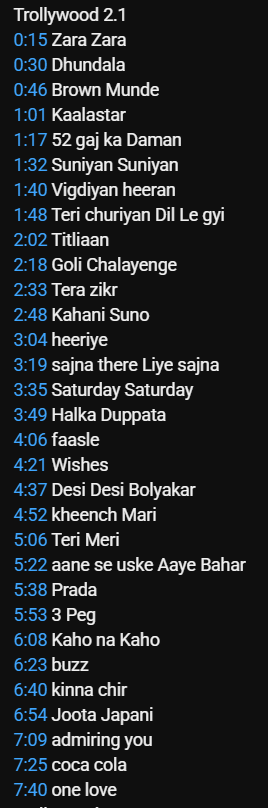 Trollywood 2.1
0:15 Zara Zara
0:30 Dhundala
0:46 Brown Munde
1:01 Kaalastar
1:17 52 gaj ka Daman
1:32 Suniyan Suniyan
1:40 Vigdiyan heeran
1:48 Teri churiyan Dil Le gyi
2:02 Titliaan
2:18 Goli Chalayenge
2:33 Tera zikr
2:48 Kahani Suno
3:04 heeriye
3:19 sajna there Liye sajna
3:35 Saturday Saturday
3:49 Halka Duppata
4:06 faasle
4:21 Wishes
4:37 Desi Desi Bolyakar
4:52 kheench Mari
5:06 Teri Meri
5:22 aane se uske Aaye Bahar
5:38 Prada
5:53 3 Peg
6:08 Kaho na Kaho
6:23 buzz
6:40 kinna chir
6:54 Joota Japani
7:09 admiring you
7:25 coca cola
7:40 one love